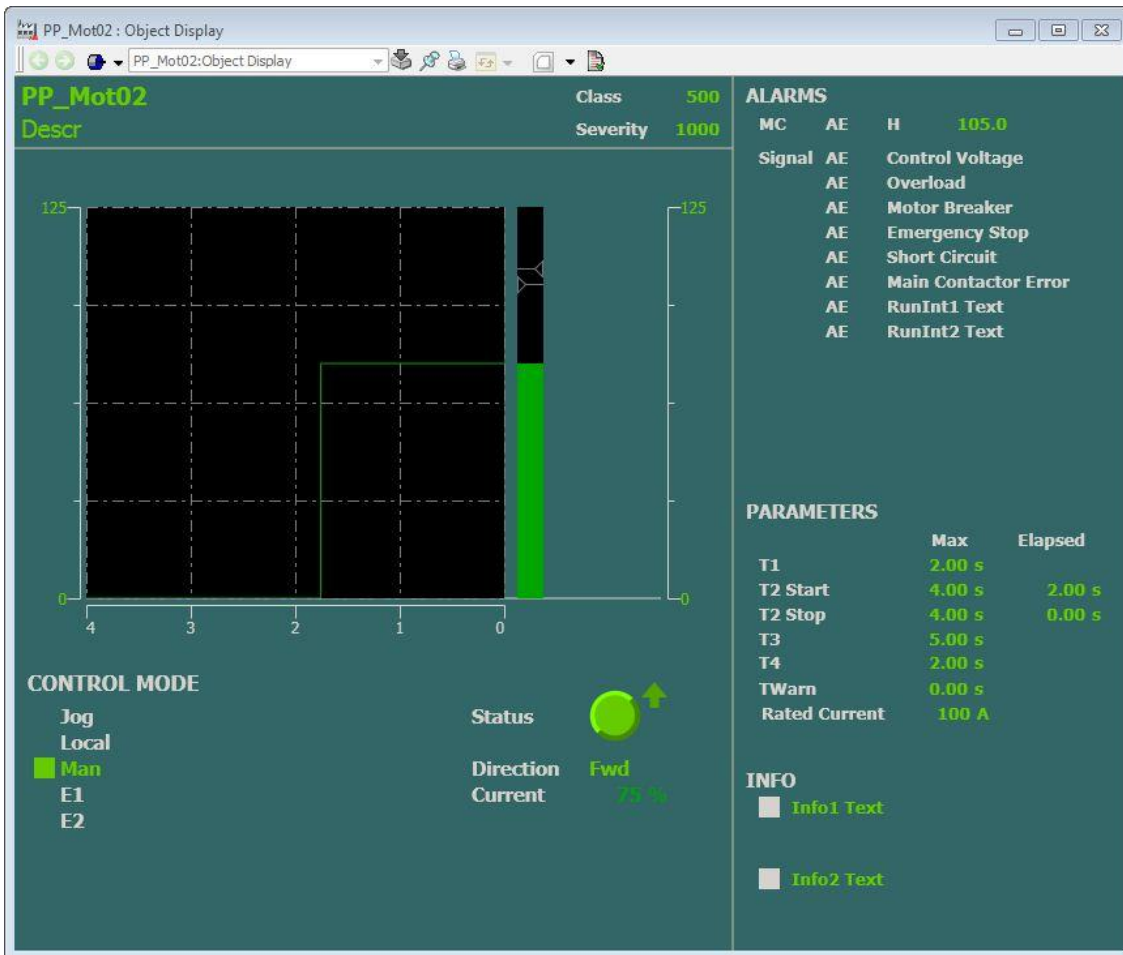 PP_Mot02 : Object Display
PP_Mot02:Object Display
PP_Mot02
Descr
Class 500
Severity 1000
125
125
0
0
4 3 2 1 0
CONTROL MODE
Jog
Local
Man
E1
E2
Status
Direction Fwd
Current 75 %
ALARMS
MC AE H 105.0
Signal AE Control Voltage
AE Overload
AE Motor Breaker
AE Emergency Stop
AE Short Circuit
AE Main Contactor Error
AE RunInt1 Text
AE RunInt2 Text
PARAMETERS
Max Elapsed
T1 2.00 s
T2 Start 4.00 s 2.00 s
T2 Stop 4.00 s 0.00 s
T3 5.00 s
T4 2.00 s
TWarn 0.00 s
Rated Current 100 A
INFO
Info1 Text
Info2 Text